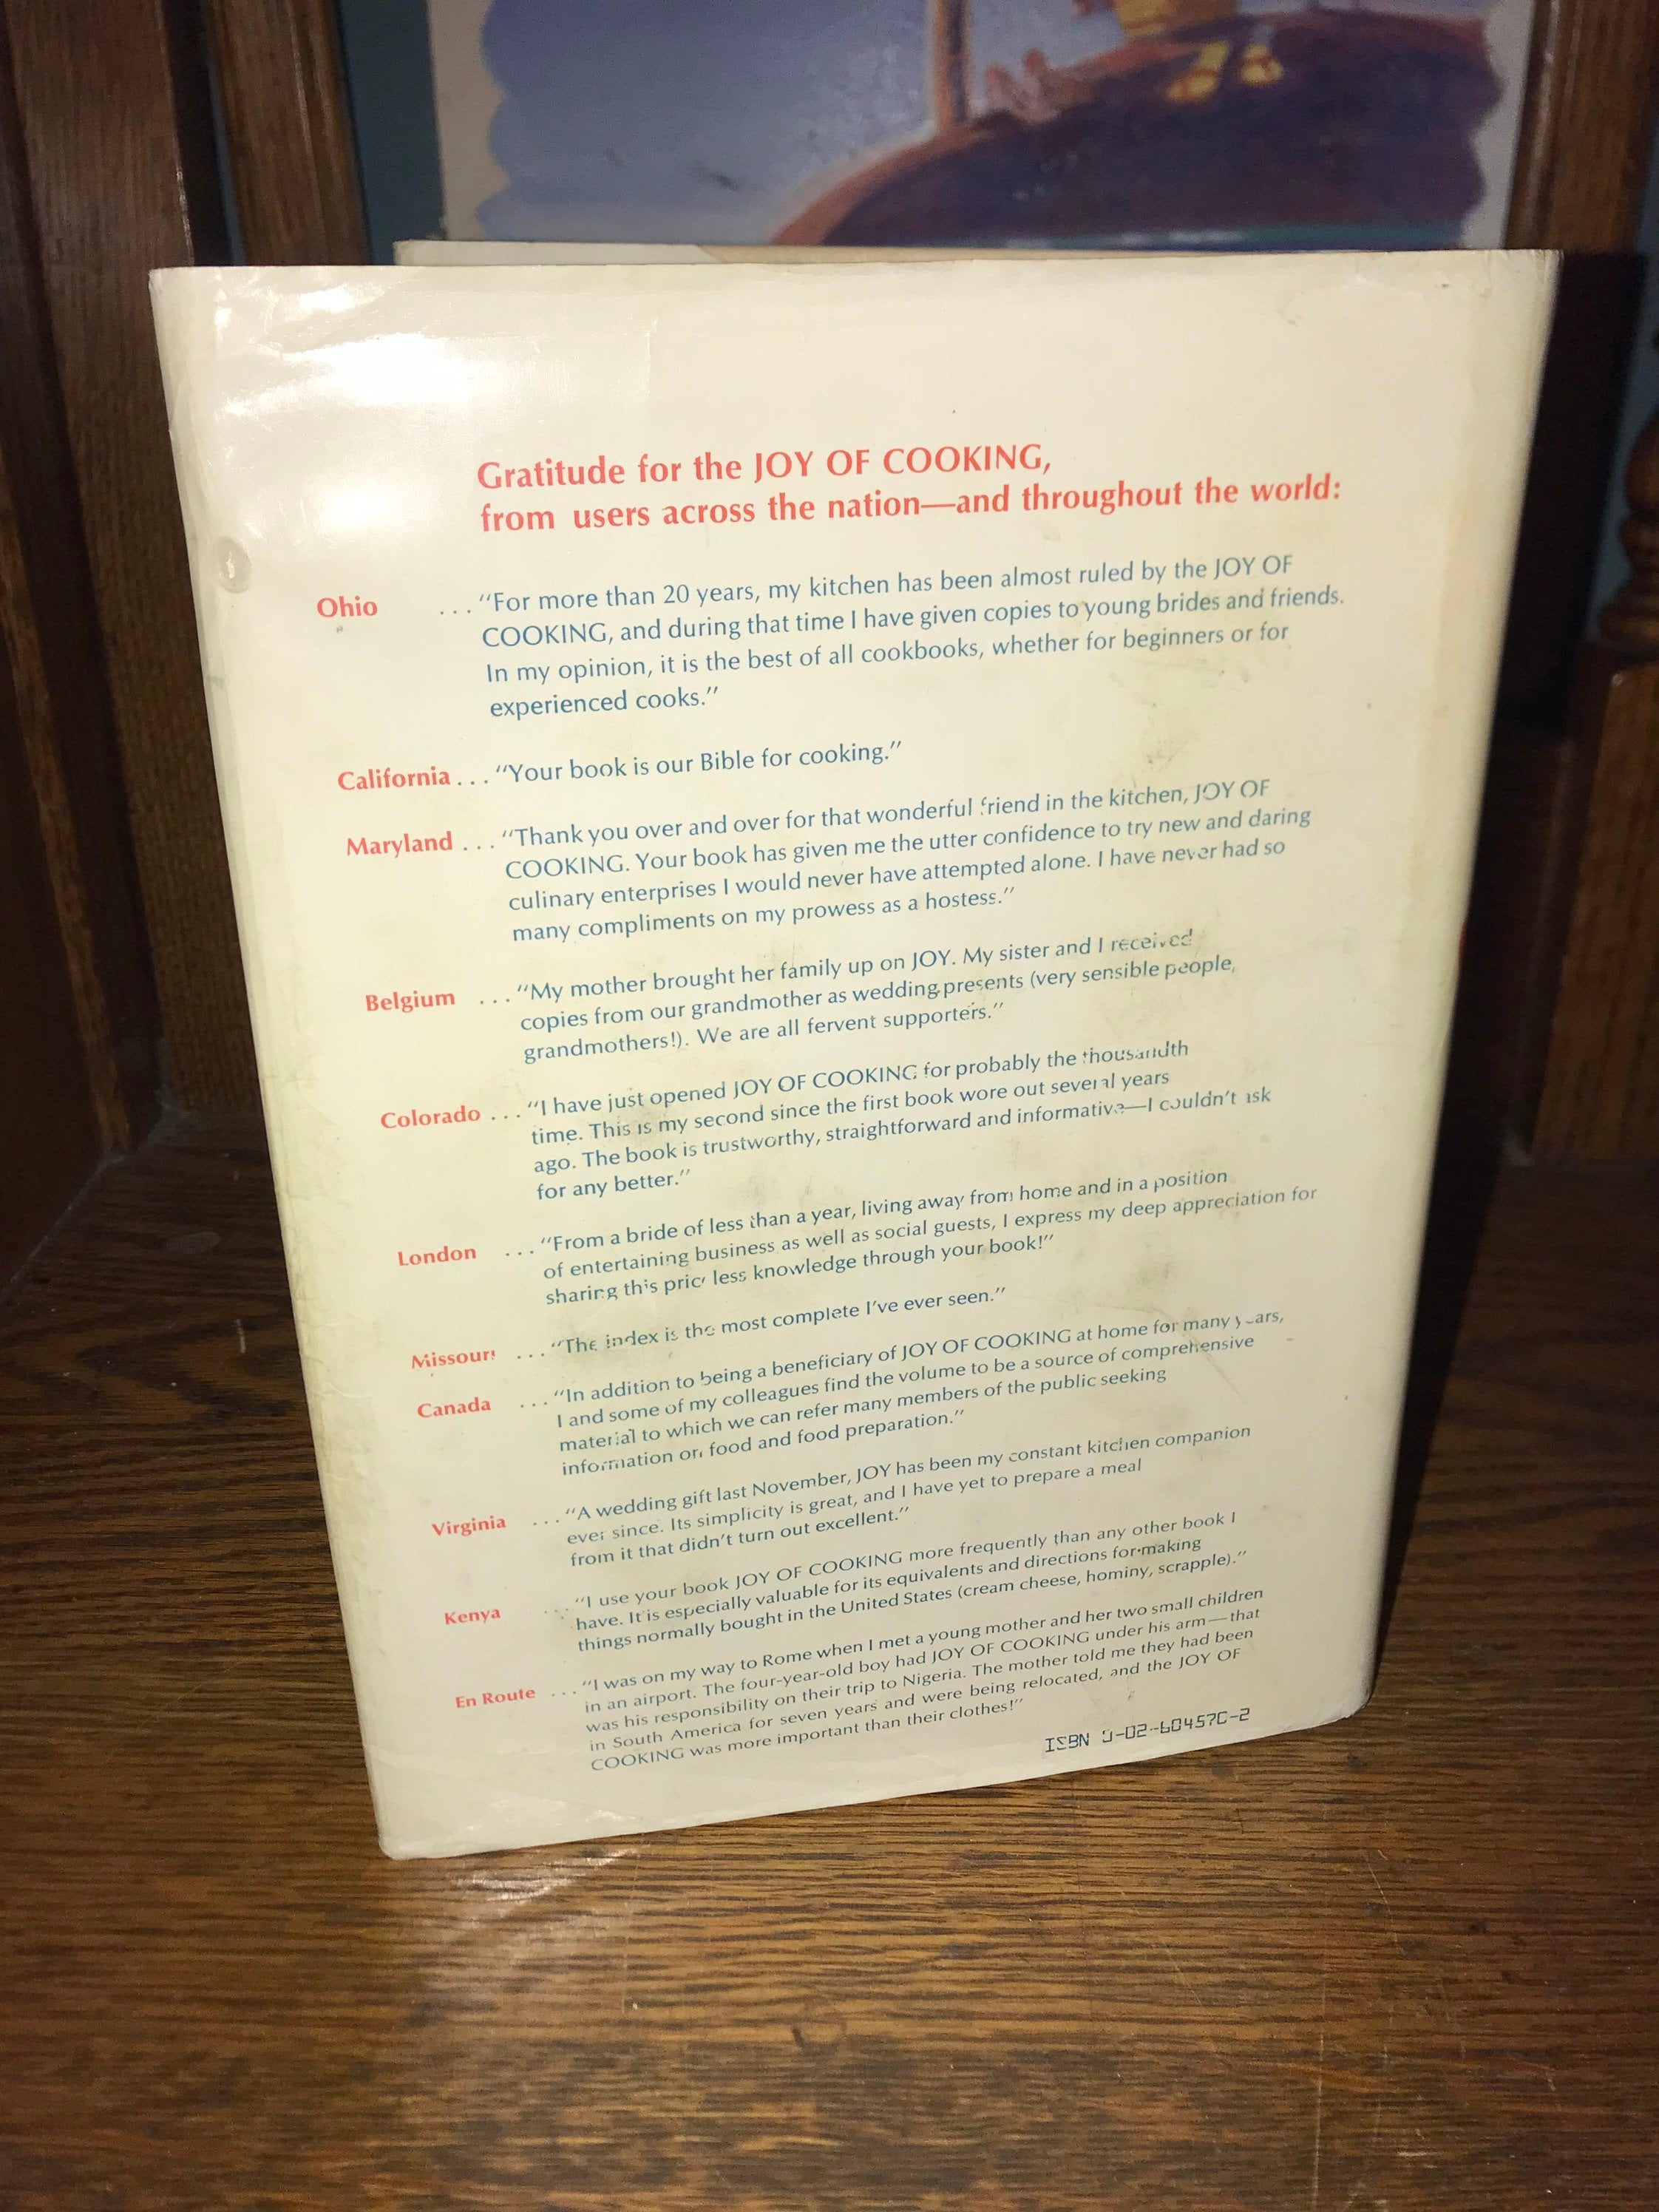 Gratitude for the JOY OF COOKING,
from users across the nation—and throughout the world:
Ohio ... "For more than 20 years, my kitchen has been almost ruled by the JOY OF
COOKING, and during that time I have given copies to young brides and friends.
In my opinion, it is the best of all cookbooks, whether for beginners or for
experienced cooks."
California ... "Your book is our Bible for cooking."
Maryland ... "Thank you over and over for that wonderful friend in the kitchen, JOY OF
COOKING. Your book has given me the utter confidence to try new and daring
culinary enterprises I would never have attempted alone. I have never had so
many compliments on my prowess as a hostess."
Belgium ... "My mother brought her family up on JOY. My sister and I received
copies from our grandmother as wedding presents (very sensible people,
grandmothers!). We are all fervent supporters."
Colorado ... "I have just opened JOY OF COOKING for probably the thousandth
time. This is my second since the first book wore out several years
ago. The book is trustworthy, straightforward and informative—I couldn't ask
for any better."
London ... "From a bride of less than a year, living away from home and in a position
of entertaining business as well as social guests, I express my deep appreciation for
sharing this priceless knowledge through your book!"
Missouri ... "The index is the most complete I've ever seen."
Canada ... "In addition to being a beneficiary of JOY OF COOKING at home for many years,
I and some of my colleagues find the volume to be a source of comprehensive
material to which we can refer many members of the public seeking
information on food and food preparation."
Virginia ... "A wedding gift last November, JOY has been my constant kitchen companion
ever since. Its simplicity is great, and I have yet to prepare a meal
from it that didn't turn out excellent."
Kenya ... "I use your book JOY OF COOKING more frequently than any other book I
have. It is especially valuable for its equivalents and directions for making
things normally bought in the United States (cream cheese, hominy, scrapple)."
En Route ... "I was on my way to Rome when I met a young mother and her two small children
in an airport. The four-year-old boy had JOY OF COOKING under his arm—that
was his responsibility on their trip to Nigeria. The mother told me they had been
in South America for seven years and were being relocated, and the JOY OF
COOKING was more important than their clothes!"
ISBN 0-02-604570-2